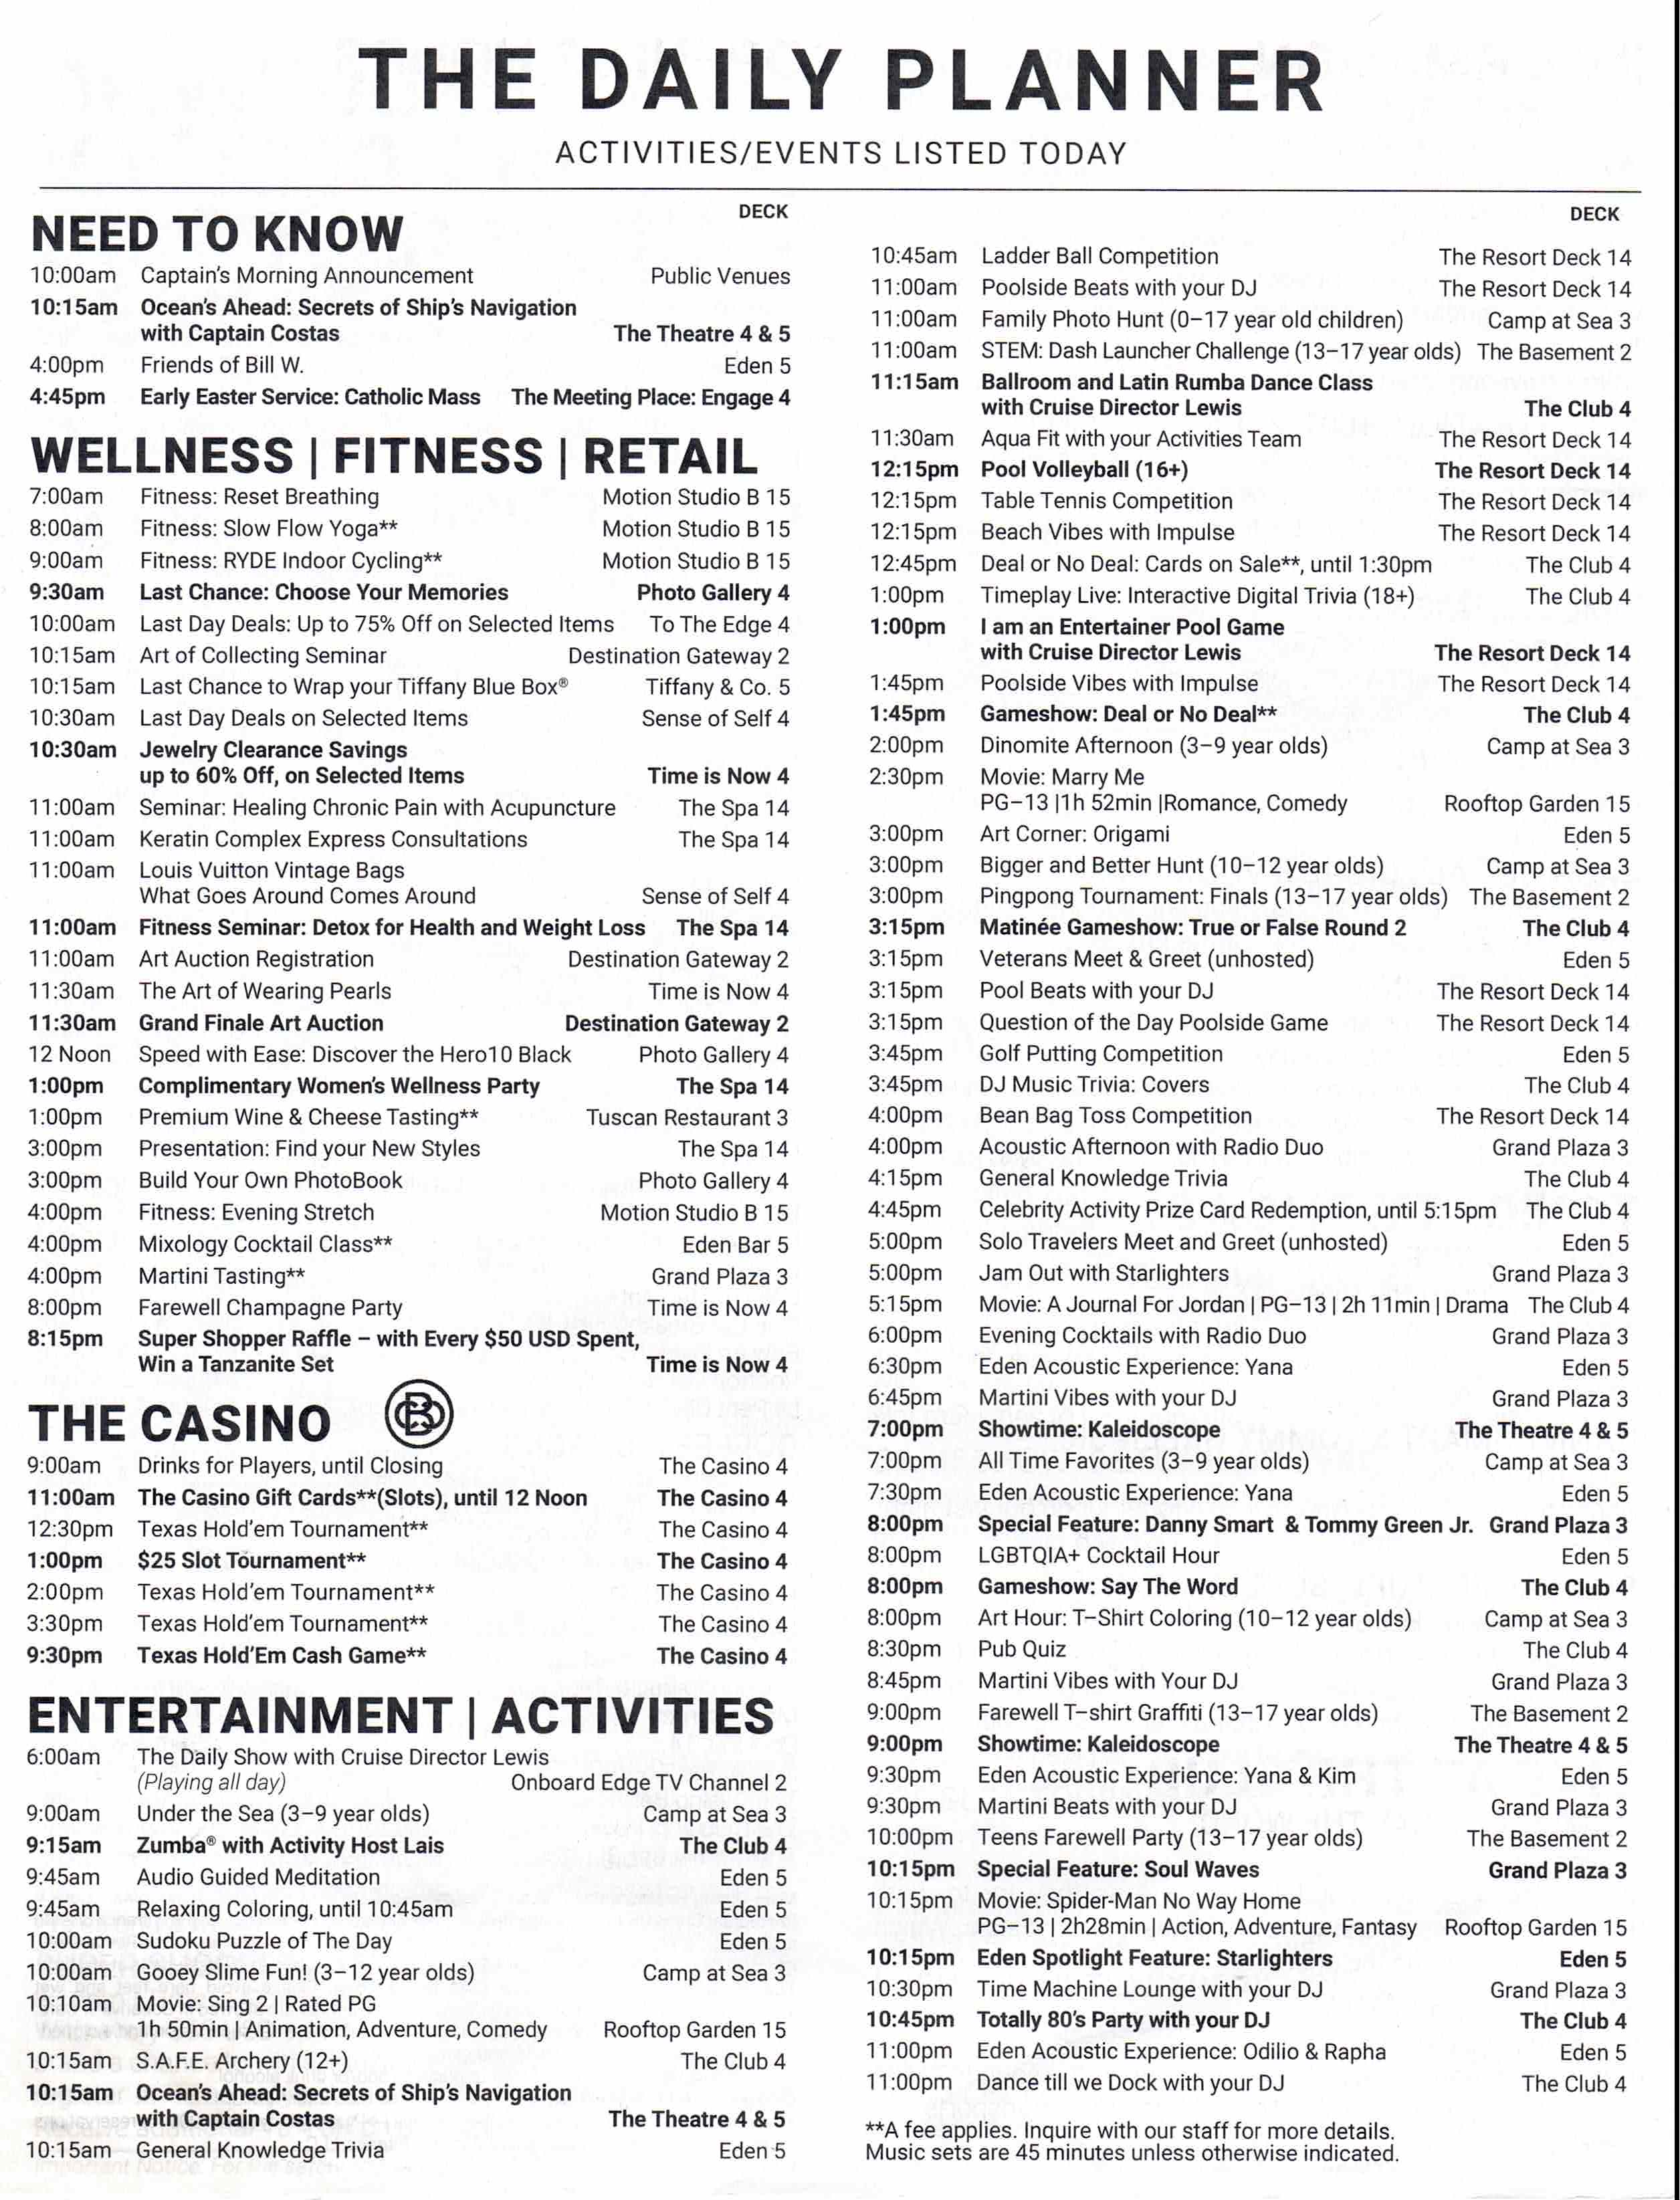 THE DAILY PLANNER
ACTIVITIES/EVENTS LISTED TODAY
DECK
NEED TO KNOW
10:00am Captain's Morning Announcement Public Venues
10:15am Ocean's Ahead: Secrets of Ship's Navigation
with Captain Costas The Theatre 4 & 5
4:00pm Friends of Bill W. Eden 5
4:45pm Early Easter Service: Catholic Mass The Meeting Place: Engage 4
WELLNESS | FITNESS | RETAIL
7:00am Fitness: Reset Breathing Motion Studio B 15
8:00am Fitness: Slow Flow Yoga** Motion Studio B 15
9:00am Fitness: RYDE Indoor Cycling** Motion Studio B 15
9:30am Last Chance: Choose Your Memories Photo Gallery 4
10:00am Last Day Deals: Up to 75% Off on Selected Items To The Edge 4
10:15am Art of Collecting Seminar Destination Gateway 2
10:15am Last Chance to Wrap your Tiffany Blue Box® Tiffany & Co. 5
10:30am Last Day Deals on Selected Items Sense of Self 4
10:30am Jewelry Clearance Savings
up to 60% Off, on Selected Items Time is Now 4
11:00am Seminar: Healing Chronic Pain with Acupuncture The Spa 14
11:00am Keratin Complex Express Consultations The Spa 14
11:00am Louis Vuitton Vintage Bags
What Goes Around Comes Around Sense of Self 4
11:00am Fitness Seminar: Detox for Health and Weight Loss The Spa 14
11:00am Art Auction Registration Destination Gateway 2
11:30am The Art of Wearing Pearls Time is Now 4
11:30am Grand Finale Art Auction Destination Gateway 2
12 Noon Speed with Ease: Discover the Hero10 Black Photo Gallery 4
1:00pm Complimentary Women's Wellness Party The Spa 14
1:00pm Premium Wine & Cheese Tasting** Tuscan Restaurant 3
3:00pm Presentation: Find your New Styles The Spa 14
3:00pm Build Your Own PhotoBook Photo Gallery 4
4:00pm Fitness: Evening Stretch Motion Studio B 15
4:00pm Mixology Cocktail Class** Eden Bar 5
4:00pm Martini Tasting** Grand Plaza 3
8:00pm Farewell Champagne Party Time is Now 4
8:15pm Super Shopper Raffle – with Every $50 USD Spent,
Win a Tanzanite Set Time is Now 4
THE CASINO
9:00am Drinks for Players, until Closing The Casino 4
11:00am The Casino Gift Cards**(Slots), until 12 Noon The Casino 4
12:30pm Texas Hold'em Tournament** The Casino 4
1:00pm $25 Slot Tournament** The Casino 4
2:00pm Texas Hold'em Tournament** The Casino 4
3:30pm Texas Hold'em Tournament** The Casino 4
9:30pm Texas Hold'Em Cash Game** The Casino 4
ENTERTAINMENT | ACTIVITIES
6:00am The Daily Show with Cruise Director Lewis
(Playing all day) Onboard Edge TV Channel 2
9:00am Under the Sea (3–9 year olds) Camp at Sea 3
9:15am Zumba® with Activity Host Lais The Club 4
9:45am Audio Guided Meditation Eden 5
9:45am Relaxing Coloring, until 10:45am Eden 5
10:00am Sudoku Puzzle of The Day Eden 5
10:00am Gooey Slime Fun! (3–12 year olds) Camp at Sea 3
10:10am Movie: Sing 2 | Rated PG
1h 50min | Animation, Adventure, Comedy Rooftop Garden 15
10:15am S.A.F.E. Archery (12+) The Club 4
10:15am Ocean's Ahead: Secrets of Ship's Navigation
with Captain Costas The Theatre 4 & 5
10:15am General Knowledge Trivia Eden 5
DECK
10:45am Ladder Ball Competition The Resort Deck 14
11:00am Poolside Beats with your DJ The Resort Deck 14
11:00am Family Photo Hunt (0–17 year old children) Camp at Sea 3
11:00am STEM: Dash Launcher Challenge (13–17 year olds) The Basement 2
11:15am Ballroom and Latin Rumba Dance Class
with Cruise Director Lewis The Club 4
11:30am Aqua Fit with your Activities Team The Resort Deck 14
12:15pm Pool Volleyball (16+) The Resort Deck 14
12:15pm Table Tennis Competition The Resort Deck 14
12:15pm Beach Vibes with Impulse The Resort Deck 14
12:45pm Deal or No Deal: Cards on Sale**, until 1:30pm The Club 4
1:00pm Timeplay Live: Interactive Digital Trivia (18+) The Club 4
1:00pm I am an Entertainer Pool Game
with Cruise Director Lewis The Resort Deck 14
1:45pm Poolside Vibes with Impulse The Resort Deck 14
1:45pm Gameshow: Deal or No Deal** The Club 4
2:00pm Dinomite Afternoon (3–9 year olds) Camp at Sea 3
2:30pm Movie: Marry Me
PG–13 |1h 52min |Romance, Comedy Rooftop Garden 15
3:00pm Art Corner: Origami Eden 5
3:00pm Bigger and Better Hunt (10–12 year olds) Camp at Sea 3
3:00pm Pingpong Tournament: Finals (13–17 year olds) The Basement 2
3:15pm Matinée Gameshow: True or False Round 2 The Club 4
3:15pm Veterans Meet & Greet (unhosted) Eden 5
3:15pm Pool Beats with your DJ The Resort Deck 14
3:15pm Question of the Day Poolside Game The Resort Deck 14
3:45pm Golf Putting Competition Eden 5
3:45pm DJ Music Trivia: Covers The Club 4
4:00pm Bean Bag Toss Competition The Resort Deck 14
4:00pm Acoustic Afternoon with Radio Duo Grand Plaza 3
4:15pm General Knowledge Trivia The Club 4
4:45pm Celebrity Activity Prize Card Redemption, until 5:15pm The Club 4
5:00pm Solo Travelers Meet and Greet (unhosted) Eden 5
5:00pm Jam Out with Starlighters Grand Plaza 3
5:15pm Movie: A Journal For Jordan | PG–13 | 2h 11min | Drama The Club 4
6:00pm Evening Cocktails with Radio Duo Grand Plaza 3
6:30pm Eden Acoustic Experience: Yana Eden 5
6:45pm Martini Vibes with your DJ Grand Plaza 3
7:00pm Showtime: Kaleidoscope The Theatre 4 & 5
7:00pm All Time Favorites (3–9 year olds) Camp at Sea 3
7:30pm Eden Acoustic Experience: Yana Eden 5
8:00pm Special Feature: Danny Smart & Tommy Green Jr. Grand Plaza 3
8:00pm LGBTQIA+ Cocktail Hour Eden 5
8:00pm Gameshow: Say The Word The Club 4
8:00pm Art Hour: T–Shirt Coloring (10–12 year olds) Camp at Sea 3
8:30pm Pub Quiz The Club 4
8:45pm Martini Vibes with Your DJ Grand Plaza 3
9:00pm Farewell T–shirt Graffiti (13–17 year olds) The Basement 2
9:00pm Showtime: Kaleidoscope The Theatre 4 & 5
9:30pm Eden Acoustic Experience: Yana & Kim Eden 5
9:30pm Martini Beats with your DJ Grand Plaza 3
10:00pm Teens Farewell Party (13–17 year olds) The Basement 2
10:15pm Special Feature: Soul Waves Grand Plaza 3
10:15pm Movie: Spider-Man No Way Home
PG–13 | 2h28min | Action, Adventure, Fantasy Rooftop Garden 15
10:15pm Eden Spotlight Feature: Starlighters Eden 5
10:30pm Time Machine Lounge with your DJ Grand Plaza 3
10:45pm Totally 80's Party with your DJ The Club 4
11:00pm Eden Acoustic Experience: Odilio & Rapha Eden 5
11:00pm Dance till we Dock with your DJ The Club 4
**A fee applies. Inquire with our staff for more details.
Music sets are 45 minutes unless otherwise indicated.